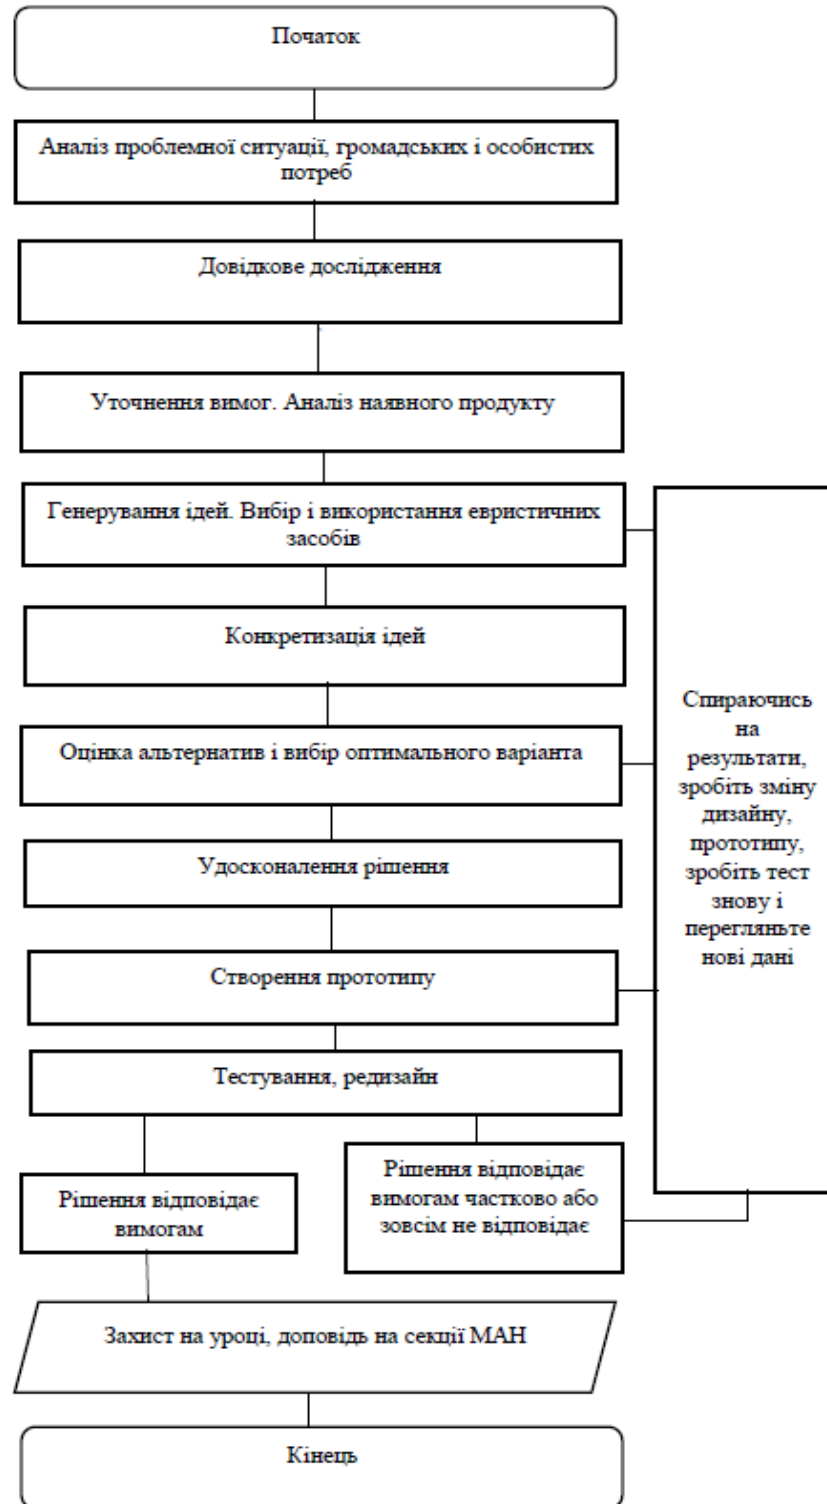 Початок
Аналіз проблемної ситуації, громадських і особистих
потреб
Довідкове дослідження
Уточнення вимог. Аналіз наявного продукту
Генерування ідей. Вибір і використання евристичних
засобів
Конкретизація ідей
Оцінка альтернатив і вибір оптимального варіанта
Удосконалення рішення
Створення прототипу
Тестування, редизайн
Спираючись
на
результати,
зробіть зміну
дизайну,
прототипу,
зробіть тест
знову і
перегляньте
нові дані
Рішення відповідає
вимогам
Рішення відповідає
вимогам частково або
зовсім не відповідає
Захист на уроці, доповідь на секції МАН
Кінець